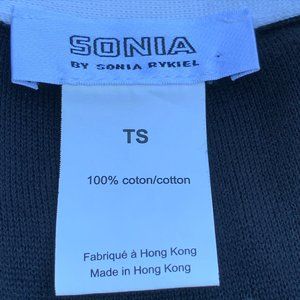 SONIA
BY SONIA RYKIEL
TS
100% coton/cotton
Fabriqué à Hong Kong
Made in Hong Kong